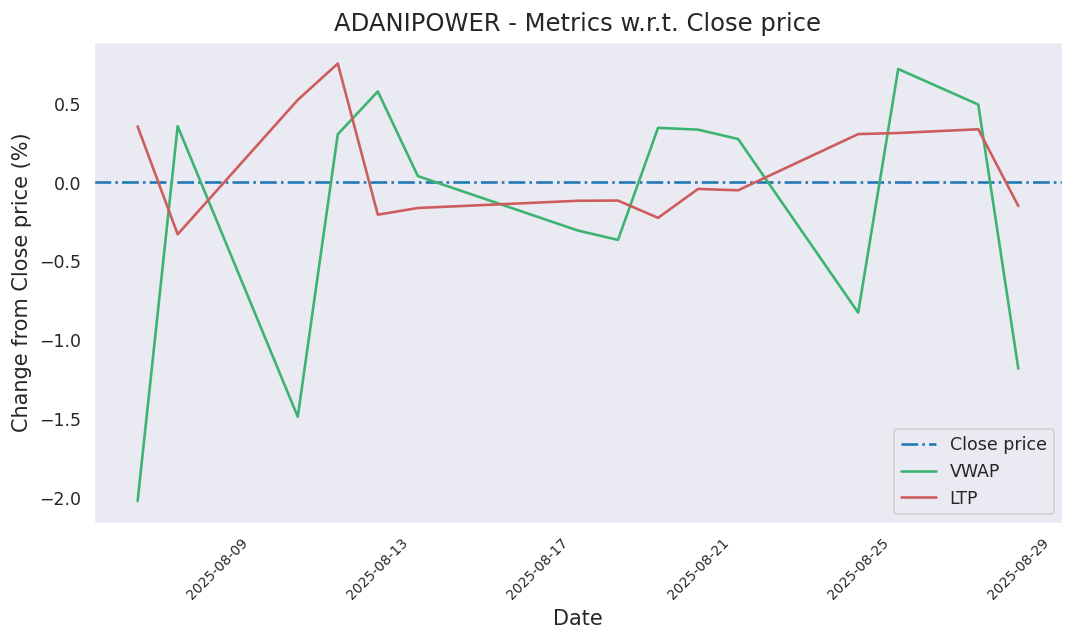 ADANIPOWER - Metrics w.r.t. Close price
Change from Close price (%)
0.5
0.0
−0.5
−1.0
−1.5
−2.0
Close price
VWAP
LTP
2025-08-09
2025-08-13
2025-08-17
2025-08-21
2025-08-25
2025-08-29
Date